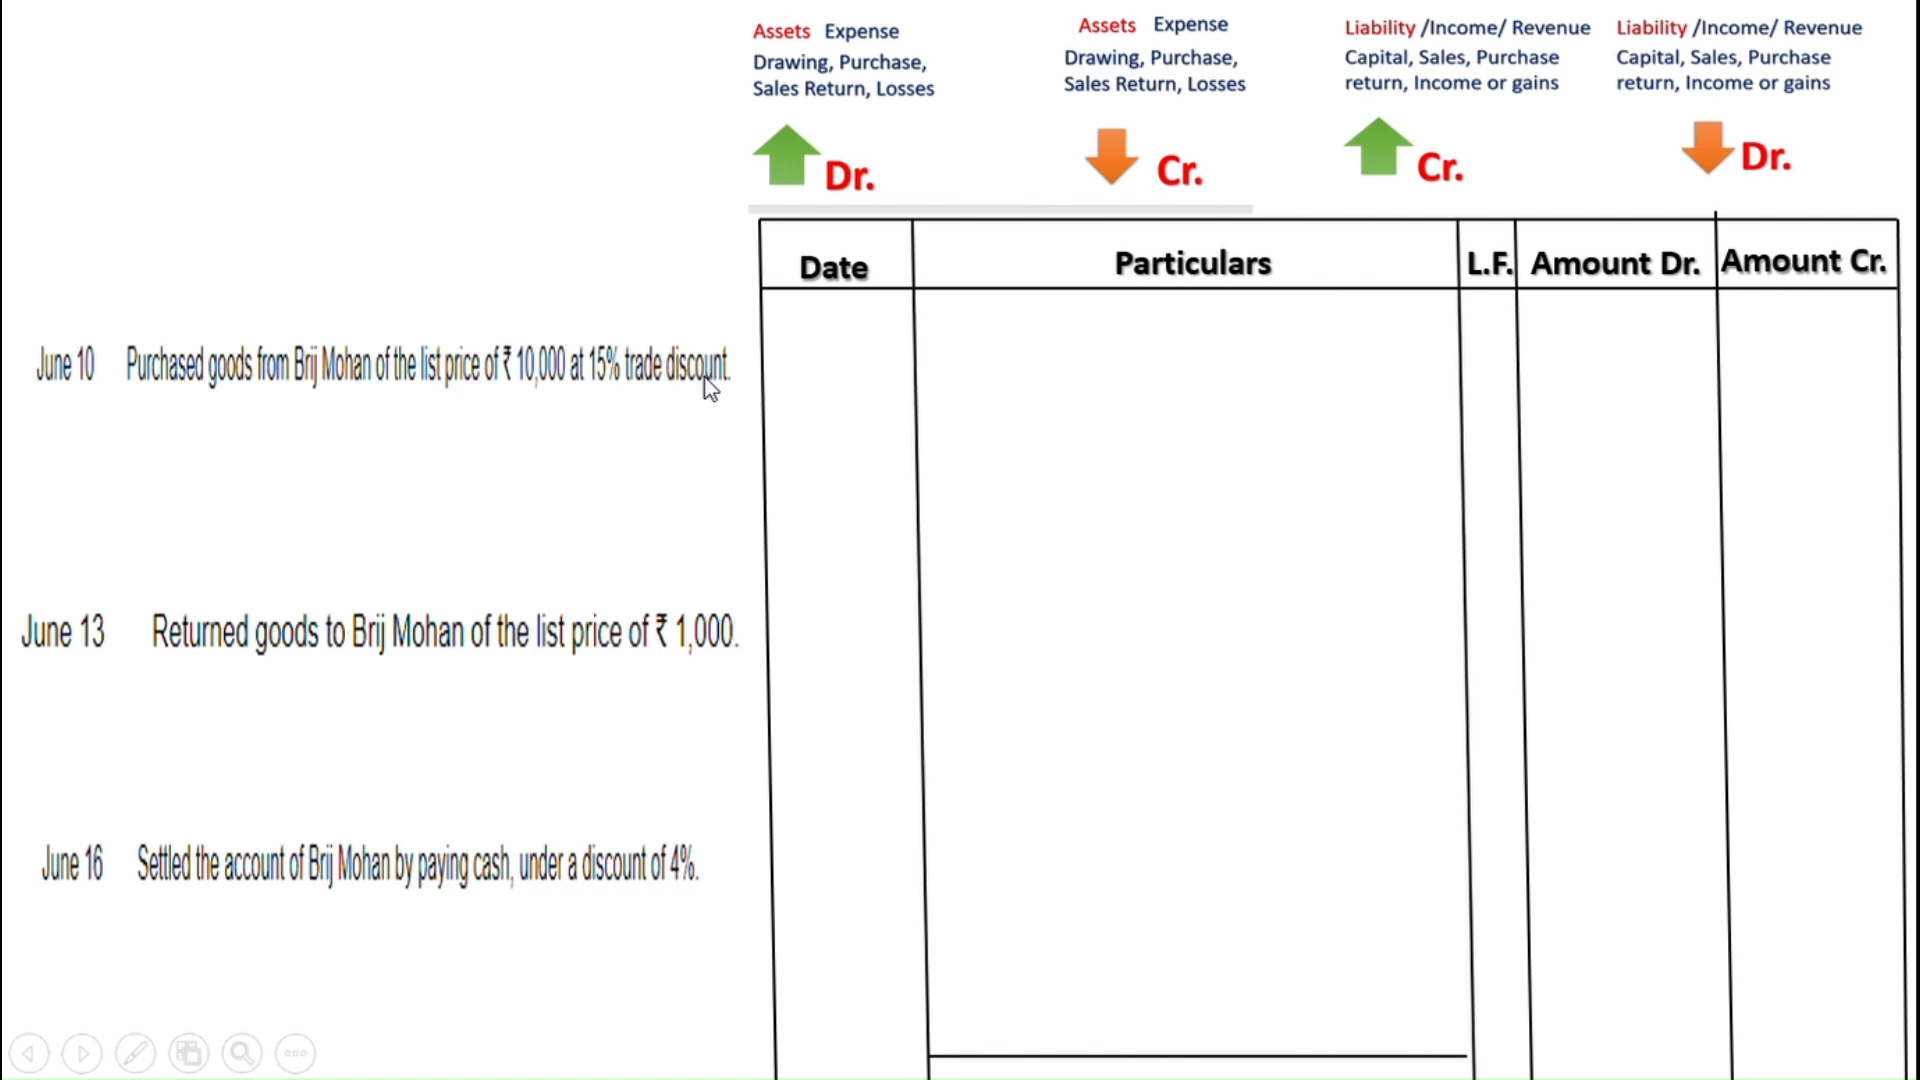 Assets Expense
Drawing, Purchase,
Sales Return, Losses
Dr.
Assets Expense
Drawing, Purchase,
Sales Return, Losses
Cr.
Liability /Income/ Revenue
Capital, Sales, Purchase
return, Income or gains
Cr.
Liability /Income/ Revenue
Capital, Sales, Purchase
return, Income or gains
Dr.
Date Particulars L.F. Amount Dr. Amount Cr.
June 10 Purchased goods from Brij Mohan of the list price of ₹ 10,000 at 15% trade discount.
June 13 Returned goods to Brij Mohan of the list price of ₹ 1,000.
June 16 Settled the account of Brij Mohan by paying cash, under a discount of 4%.